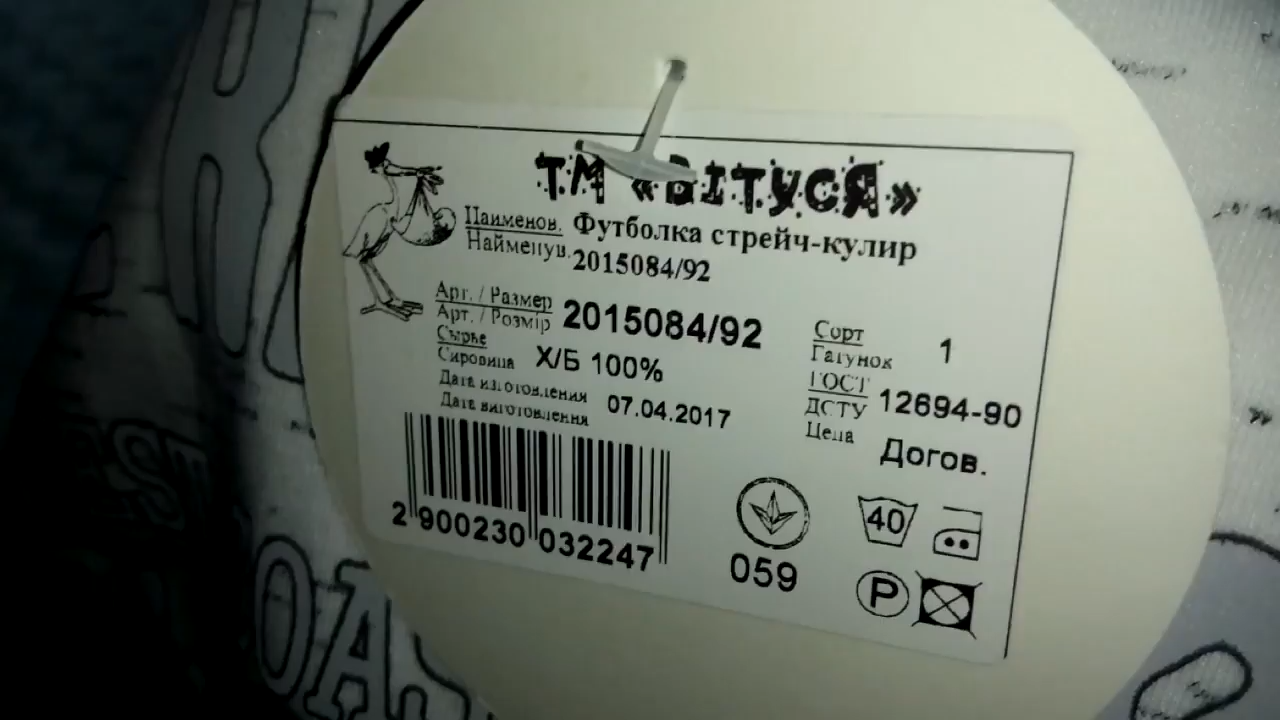 ТМ «ВІТУСЯ»
Наименов. Футболка стрейч-кулир
Найменув. 2015084/92
Арт. / Размер
Арт. / Розмір 2015084/92
Сырье
Сировина Х/Б 100%
Дата изготовления
Дата виготовлення 07.04.2017
Сорт
Гатунок 1
ГОСТ
ДСТУ 12694-90
Цена Догов.
2 900230 032247
059
40
P